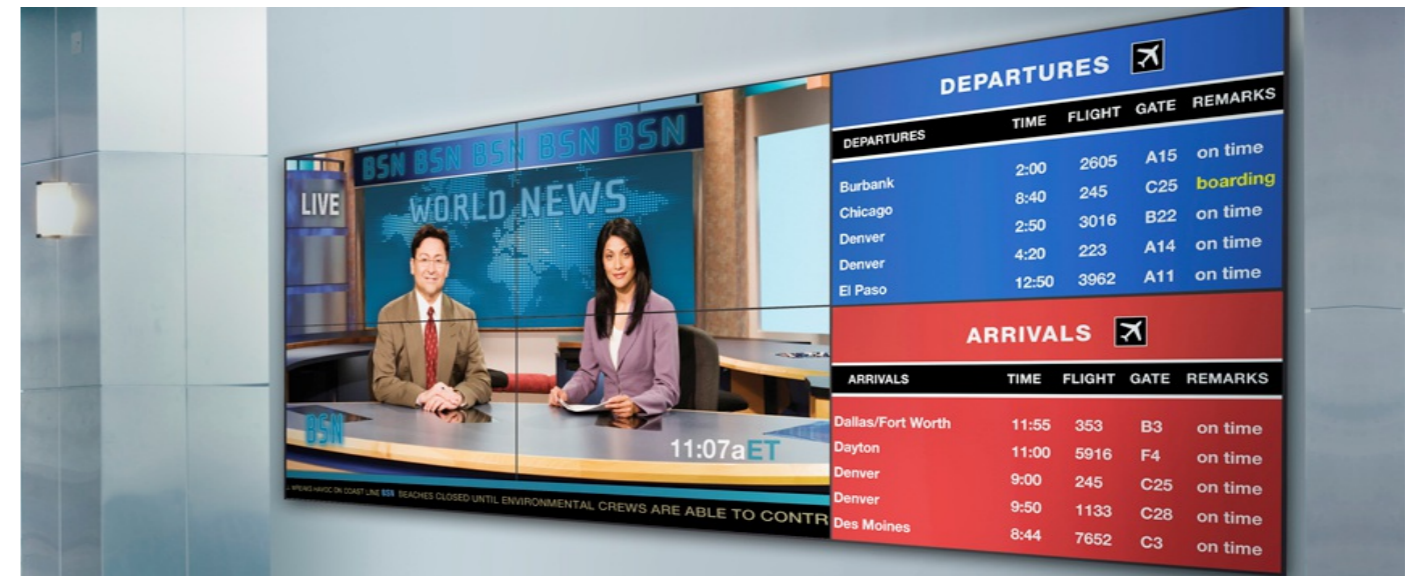 BSN BSN BSN BSN BSN
LIVE
WORLD NEWS
BSN
11:07aET
HAVOC ON COAST LINE BSN BEACHES CLOSED UNTIL ENVIRONMENTAL CREWS ARE ABLE TO CONTR
DEPARTURES
DEPARTURES TIME FLIGHT GATE REMARKS
Burbank 2:00 2605 A15 on time
Chicago 8:40 245 C25 boarding
Denver 2:50 3016 B22 on time
Denver 4:20 223 A14 on time
El Paso 12:50 3962 A11 on time
ARRIVALS
ARRIVALS TIME FLIGHT GATE REMARKS
Dallas/Fort Worth 11:55 353 B3 on time
Dayton 11:00 5916 F4 on time
Denver 9:00 245 C25 on time
Denver 9:50 1133 C28 on time
Des Moines 8:44 7652 C3 on time